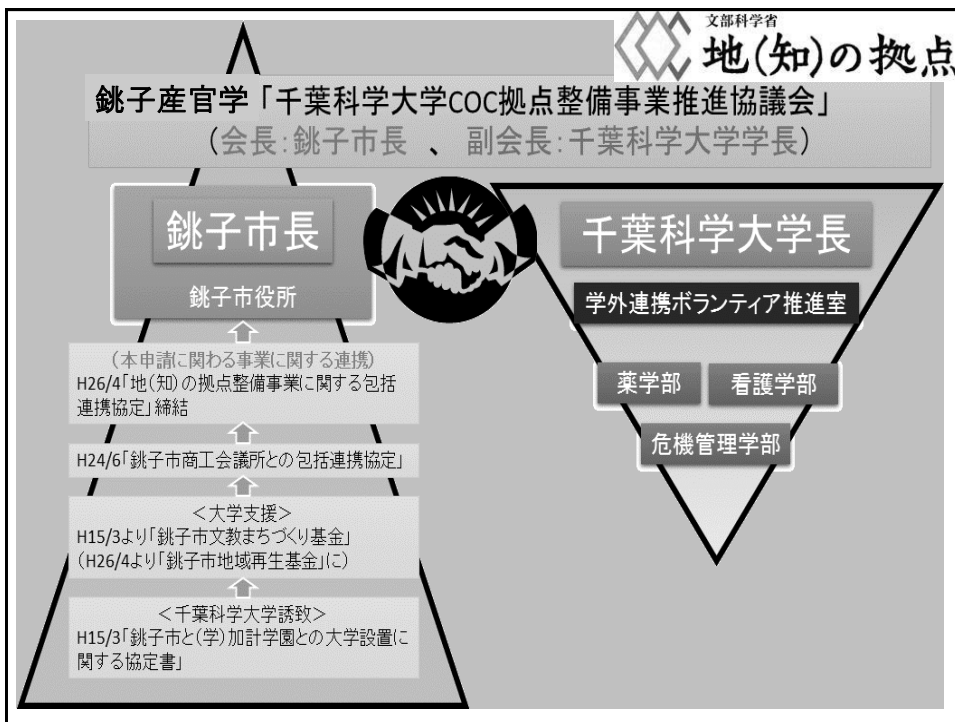 文部科学省
地(知)の拠点
銚子産官学「千葉科学大学COC拠点整備事業推進協議会」
(会長:銚子市長 、 副会長:千葉科学大学学長)
銚子市長
銚子市役所
(本申請に関わる事業に関する連携)
H26/4「地(知)の拠点整備事業に関する包括
連携協定」締結
H24/6「銚子市商工会議所との包括連携協定」
<大学支援>
H15/3より「銚子市文教まちづくり基金」
(H26/4より「銚子市地域再生基金」に)
<千葉科学大学誘致>
H15/3「銚子市と(学)加計学園との大学設置に
関する協定書」
千葉科学大学長
学外連携ボランティア推進室
薬学部
看護学部
危機管理学部